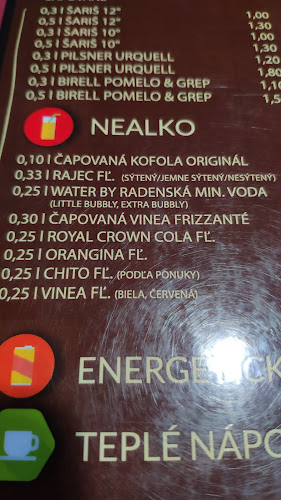 0,3 l ŠARIŠ 12° 1,00
0,5 l ŠARIŠ 12° 1,30
0,3 l ŠARIŠ 10°
0,5 l ŠARIŠ 10° 1,30
0,3 l PILSNER URQUELL 1,20
0,5 l PILSNER URQUELL 1,80
0,3 l BIRELL POMELO & GREP
0,5 l BIRELL POMELO & GREP
NEALKO
0,10 l ČAPOVANÁ KOFOLA ORIGINÁL
0,33 l RAJEC FĽ. (SÝTENÝ/JEMNE SÝTENÝ/NESÝTENÝ)
0,25 l WATER BY RADENSKÁ MIN. VODA
(LITTLE BUBBLY, EXTRA BUBBLY)
0,30 l ČAPOVANÁ VINEA FRIZZANTÉ
0,25 l ROYAL CROWN COLA FĽ.
0,25 l ORANGINA FĽ.
0,25 l CHITO FĽ. (PODĽA PONUKY)
0,25 l VINEA FĽ. (BIELA, ČERVENÁ)
TEPLÉ NÁPO